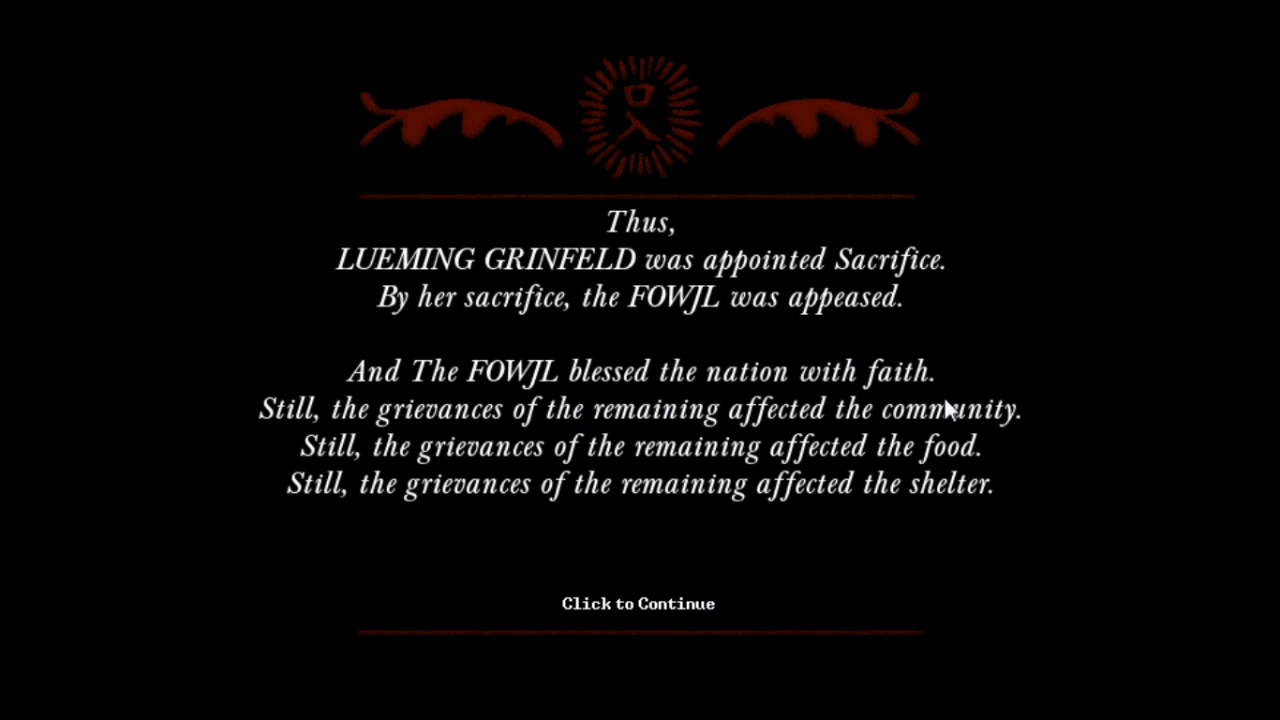 Thus,
LUEMING GRINFELD was appointed Sacrifice.
By her sacrifice, the FOWJL was appeased.
And The FOWJL blessed the nation with faith.
Still, the grievances of the remaining affected the community.
Still, the grievances of the remaining affected the food.
Still, the grievances of the remaining affected the shelter.
Click to Continue